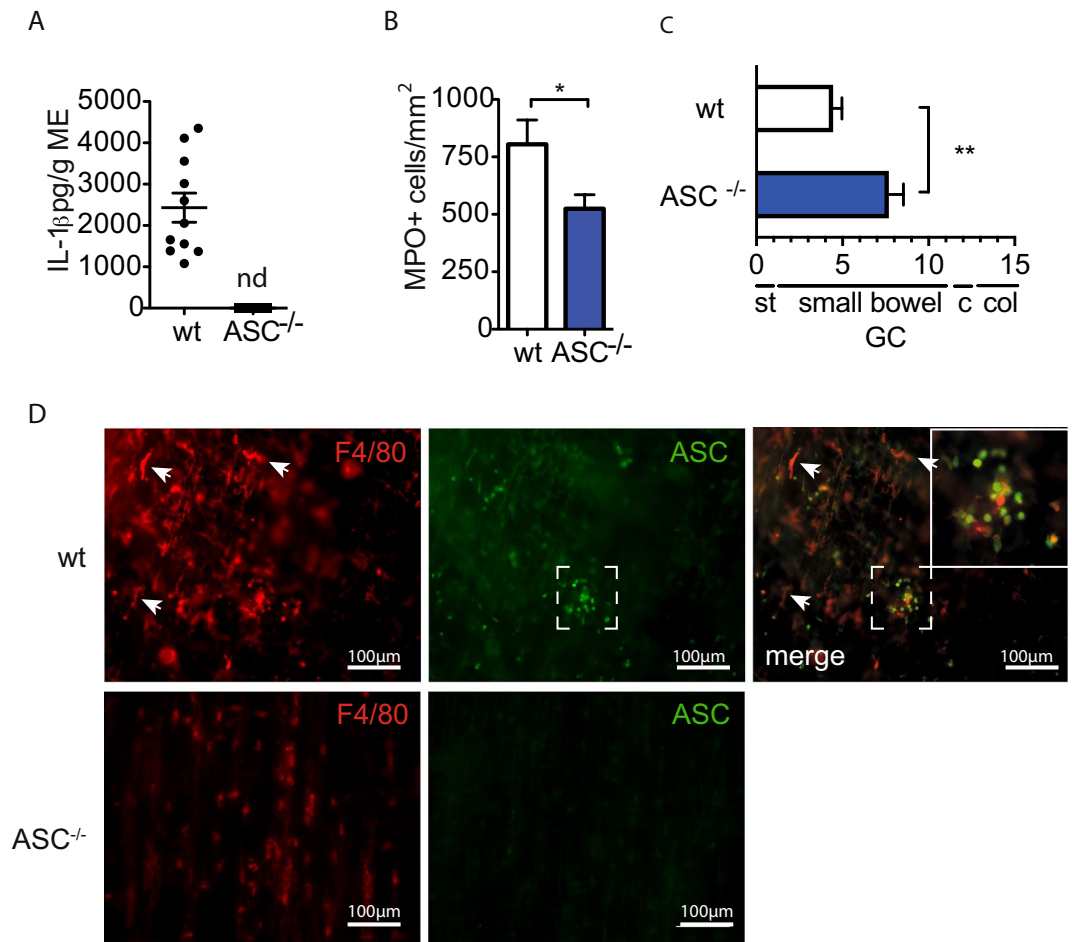 A
B
C
5000
4000
3000
2000
1000
0
IL-1βpg/g ME
nd
wt
ASC-/-
1000
750
500
250
0
MPO+ cells/mm2
*
wt
ASC-/-
wt
ASC -/-
**
0 5 10 15
st small bowel c col
GC
D
wt
F4/80
100µm
ASC
100µm
merge
100µm
ASC-/-
F4/80
100µm
ASC
100µm